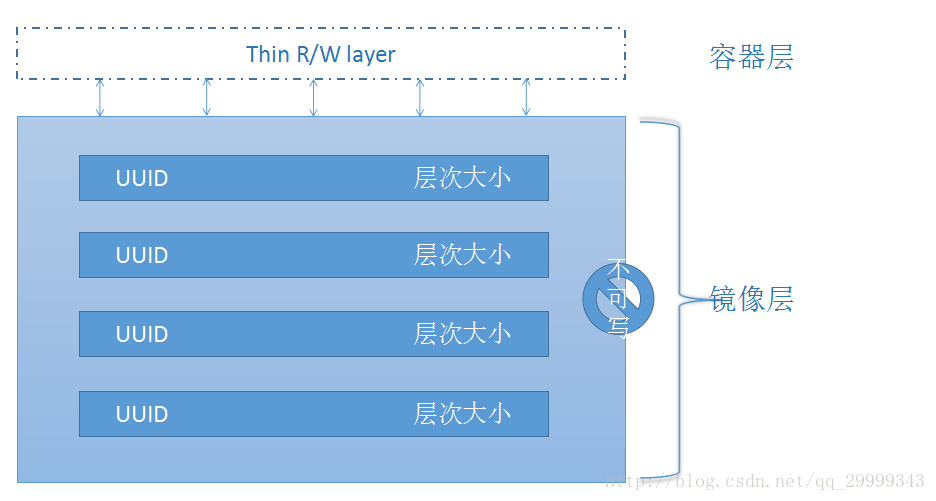 Thin R/W layer
容器层
UUID 层次大小
UUID 层次大小
不可写
镜像层
UUID 层次大小
UUID 层次大小
http://blog.csdn.net/qq_29999343